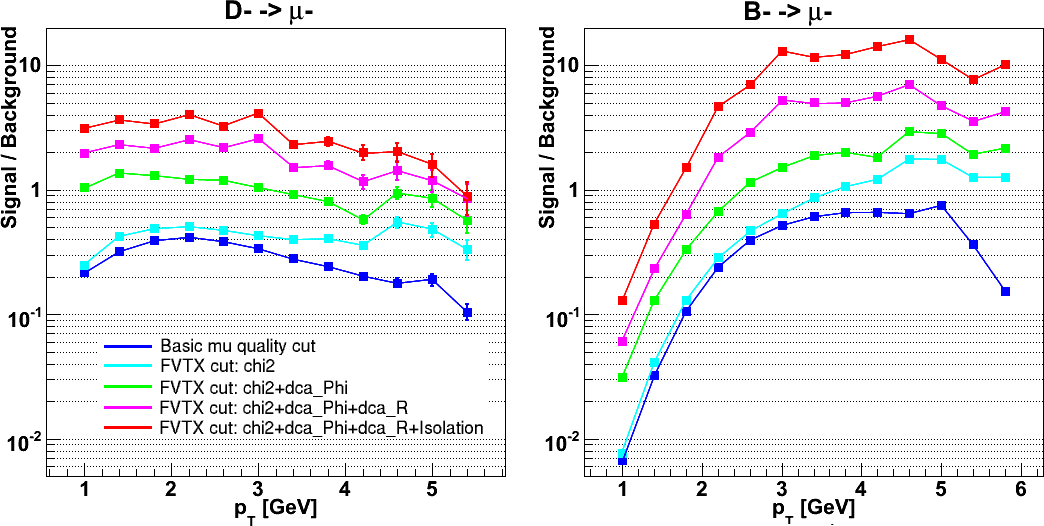 D- -> μ-
Signal / Background
10
1
10-1
10-2
Basic mu quality cut
FVTX cut: chi2
FVTX cut: chi2+dca_Phi
FVTX cut: chi2+dca_Phi+dca_R
FVTX cut: chi2+dca_Phi+dca_R+Isolation
1 2 3 4 5
pT [GeV]
B- -> μ-
Signal / Background
10
1
10-1
10-2
1 2 3 4 5 6
pT [GeV]